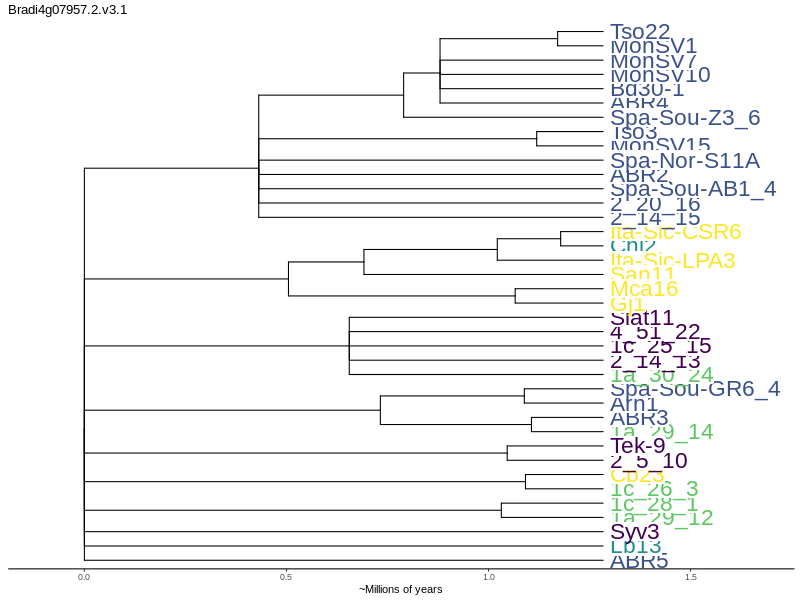 Bradi4g07957.2.v3.1
Tso22
MonSV1
MonSV7
MonSV10
Bd30-1
ABR4
Spa-Sou-Z3_6
Tso3
MonSV15
Spa-Nor-S11A
ABR2
Spa-Sou-AB1_4
2_20_16
2_14_15
Ita-Sic-CSR6
Cni2
Ita-Sic-LPA3
San11
Mca16
Gj1
Slat11
4_51_22
1c_25_15
2_14_13
1a_30_24
Spa-Sou-GR6_4
Arn1
ABR3
1a_29_14
Tek-9
2_5_10
Cb23
1c_26_3
1c_28_1
1a_29_12
Syv3
Lb13
ABR5
0.0 0.5 1.0 1.5
~Millions of years